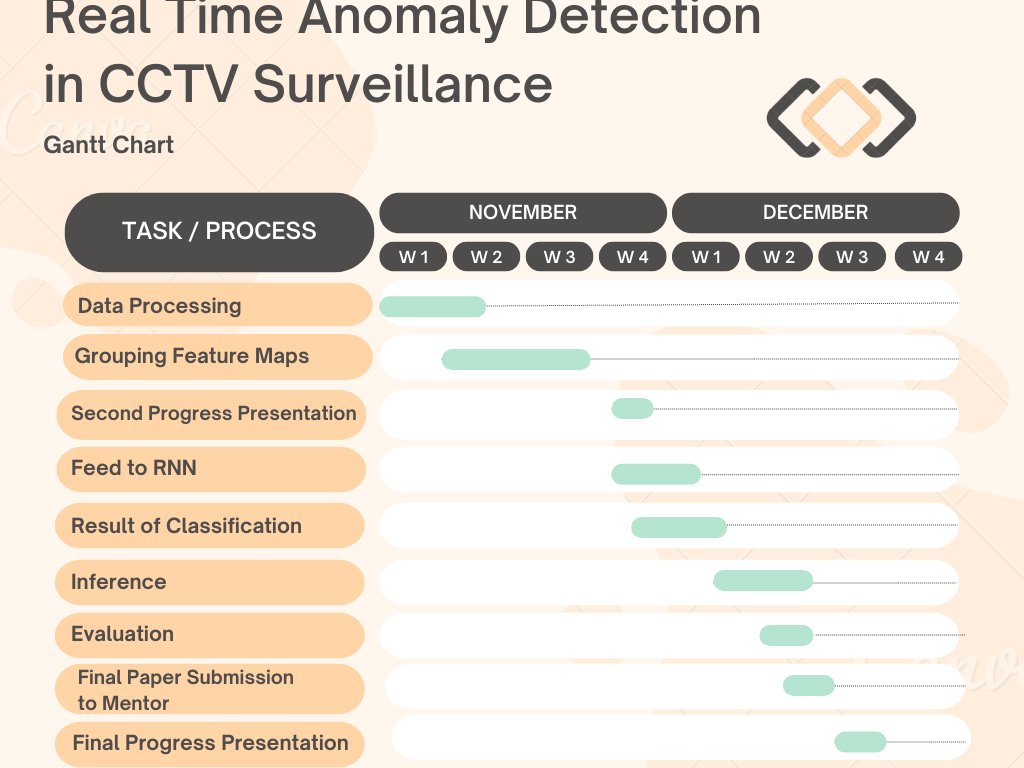 Real Time Anomaly Detection
in CCTV Surveillance
Gantt Chart
Canva
TASK / PROCESS
NOVEMBER
DECEMBER
W 1 W 2 W 3 W 4 W 1 W 2 W 3 W 4
Data Processing
Grouping Feature Maps
Second Progress Presentation
Feed to RNN
Result of Classification
Inference
Evaluation
Final Paper Submission
to Mentor
Final Progress Presentation